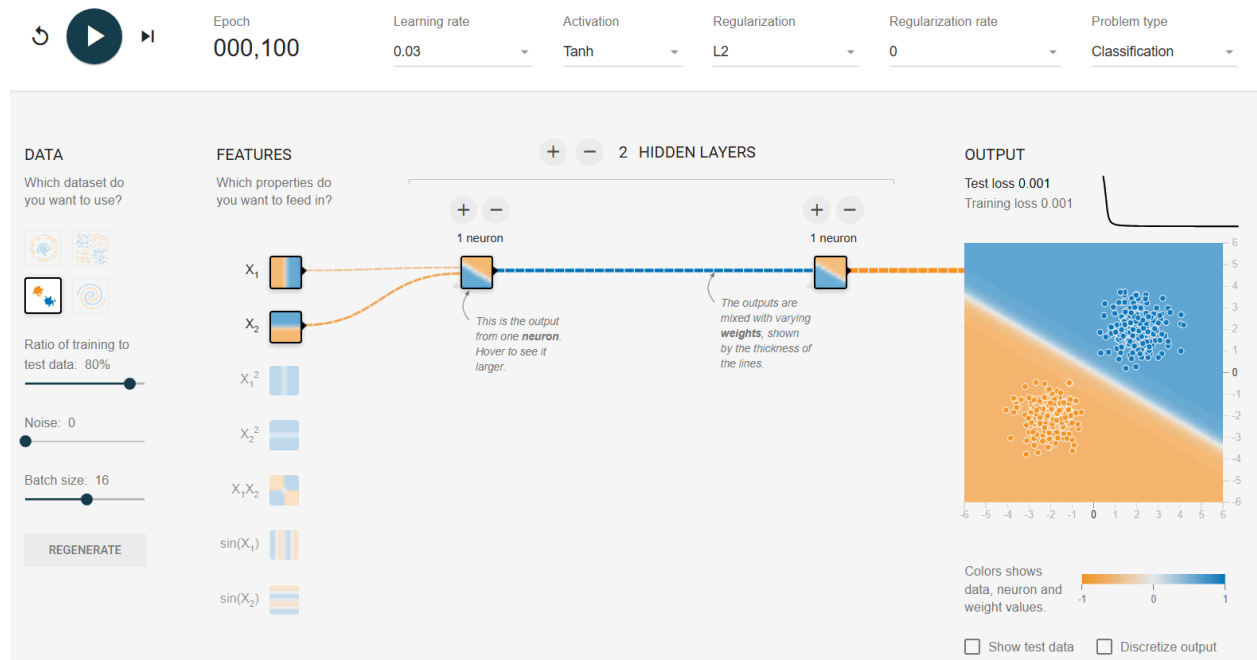 Epoch
000,100
Learning rate
0.03
Activation
Tanh
Regularization
L2
Regularization rate
0
Problem type
Classification
DATA
Which dataset do
you want to use?
Ratio of training to
test data: 80%
Noise: 0
Batch size: 16
REGENERATE
FEATURES
Which properties do
you want to feed in?
X₁
X₂
X₁²
X₂²
X₁X₂
sin(X₁)
sin(X₂)
+ − 2 HIDDEN LAYERS
+ −
1 neuron
This is the output
from one neuron.
Hover to see it
larger.
The outputs are
mixed with varying
weights, shown
by the thickness of
the lines.
+ −
1 neuron
OUTPUT
Test loss 0.001
Training loss 0.001
6
5
4
3
2
1
0
-1
-2
-3
-4
-5
-6
-6 -5 -4 -3 -2 -1 0 1 2 3 4 5 6
Colors shows
data, neuron and
weight values.
-1 0 1
Show test data
Discretize output